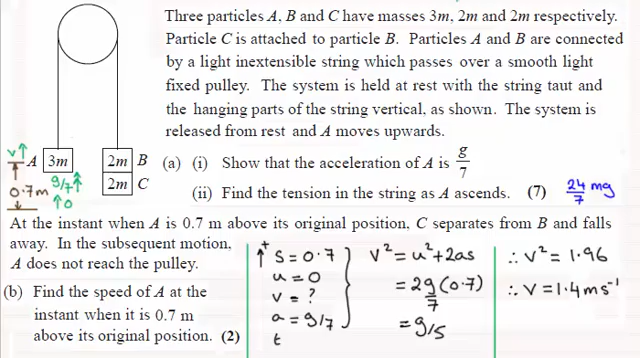 Three particles A, B and C have masses 3m, 2m and 2m respectively.
Particle C is attached to particle B. Particles A and B are connected
by a light inextensible string which passes over a smooth light
fixed pulley. The system is held at rest with the string taut and
the hanging parts of the string vertical, as shown. The system is
released from rest and A moves upwards.
v↑ A 3m 2m B
0.7m g/7↑ 2m C
↑0
(a) (i) Show that the acceleration of A is g/7
(ii) Find the tension in the string as A ascends. (7) 24/7 mg
At the instant when A is 0.7 m above its original position, C separates from B and falls
away. In the subsequent motion,
A does not reach the pulley.
(b) Find the speed of A at the
instant when it is 0.7 m
above its original position. (2)
+↑ s = 0.7
u = 0
v = ?
a = g/7
t
v² = u² + 2as
= 2g/7 (0.7)
= g/5
∴ v² = 1.96
∴ v = 1.4 ms⁻¹